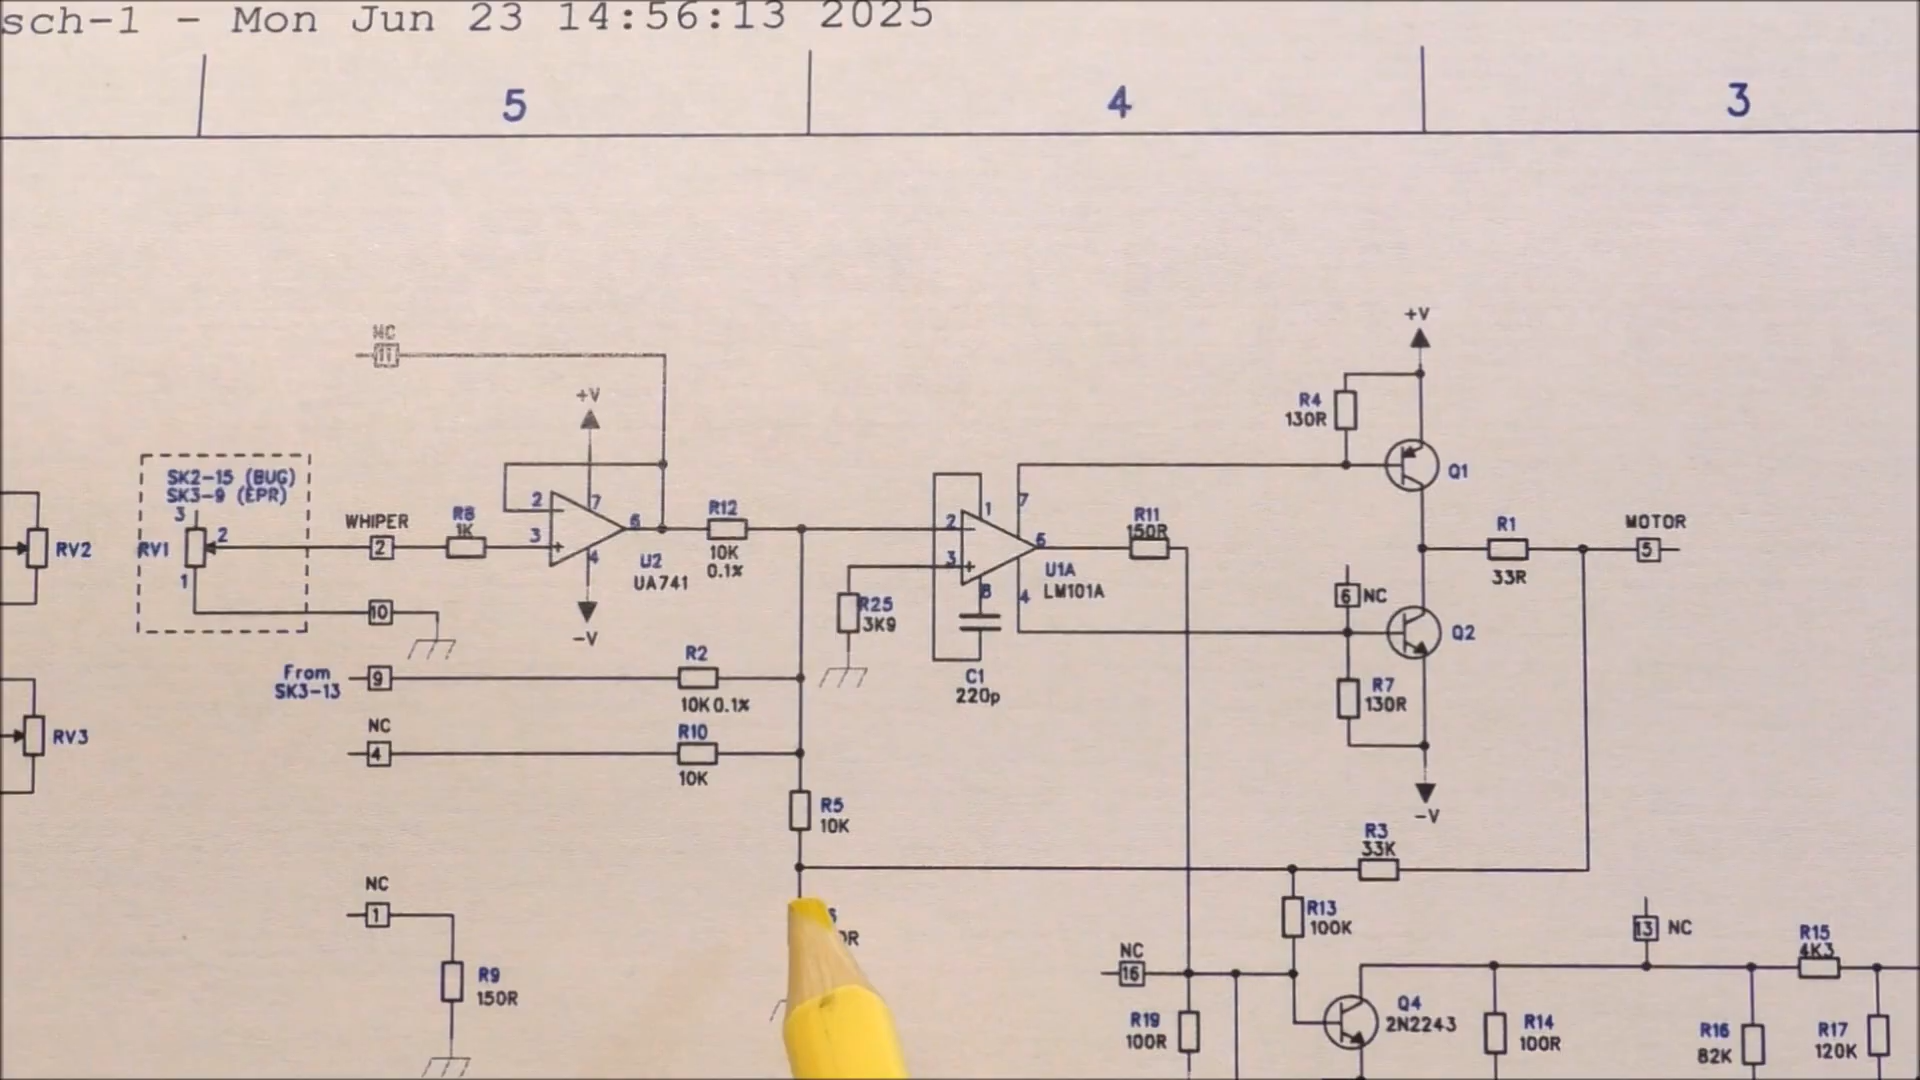 sch-1 - Mon Jun 23 14:56:13 2025
5
4
3
+V
NC
11
R4
130R
+V
Q1
SK2-15 (BUG)
SK3-9 (EPR)
3
2
RV1
1
WHIPER
2
R8
1K
2
3
7
6
4
U2
UA741
R12
10K
0.1%
2
3
1
7
6
8
4
U1A
LM101A
R11
150R
R1
33R
MOTOR
5
RV2
10
-V
R25
3K9
6
NC
Q2
From
SK3-13
9
R2
10K 0.1%
C1
220p
R7
130R
RV3
NC
4
R10
10K
-V
R5
10K
R3
33K
NC
1
R9
150R
R13
100K
13
NC
R15
4K3
NC
16
R19
100R
Q4
2N2243
R14
100R
R16
82K
R17
120K